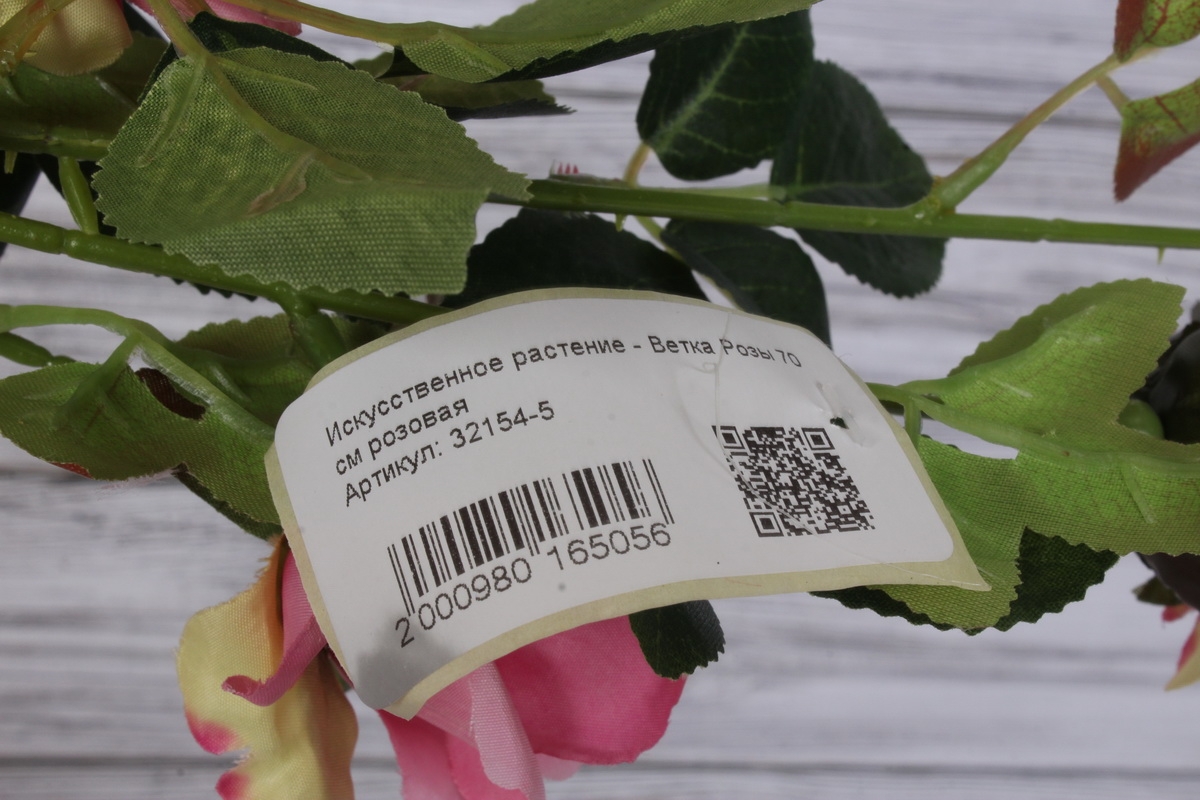 Искусственное растение - Ветка Розы 70
см розовая
Артикул: 32154-5
2 000980 165056